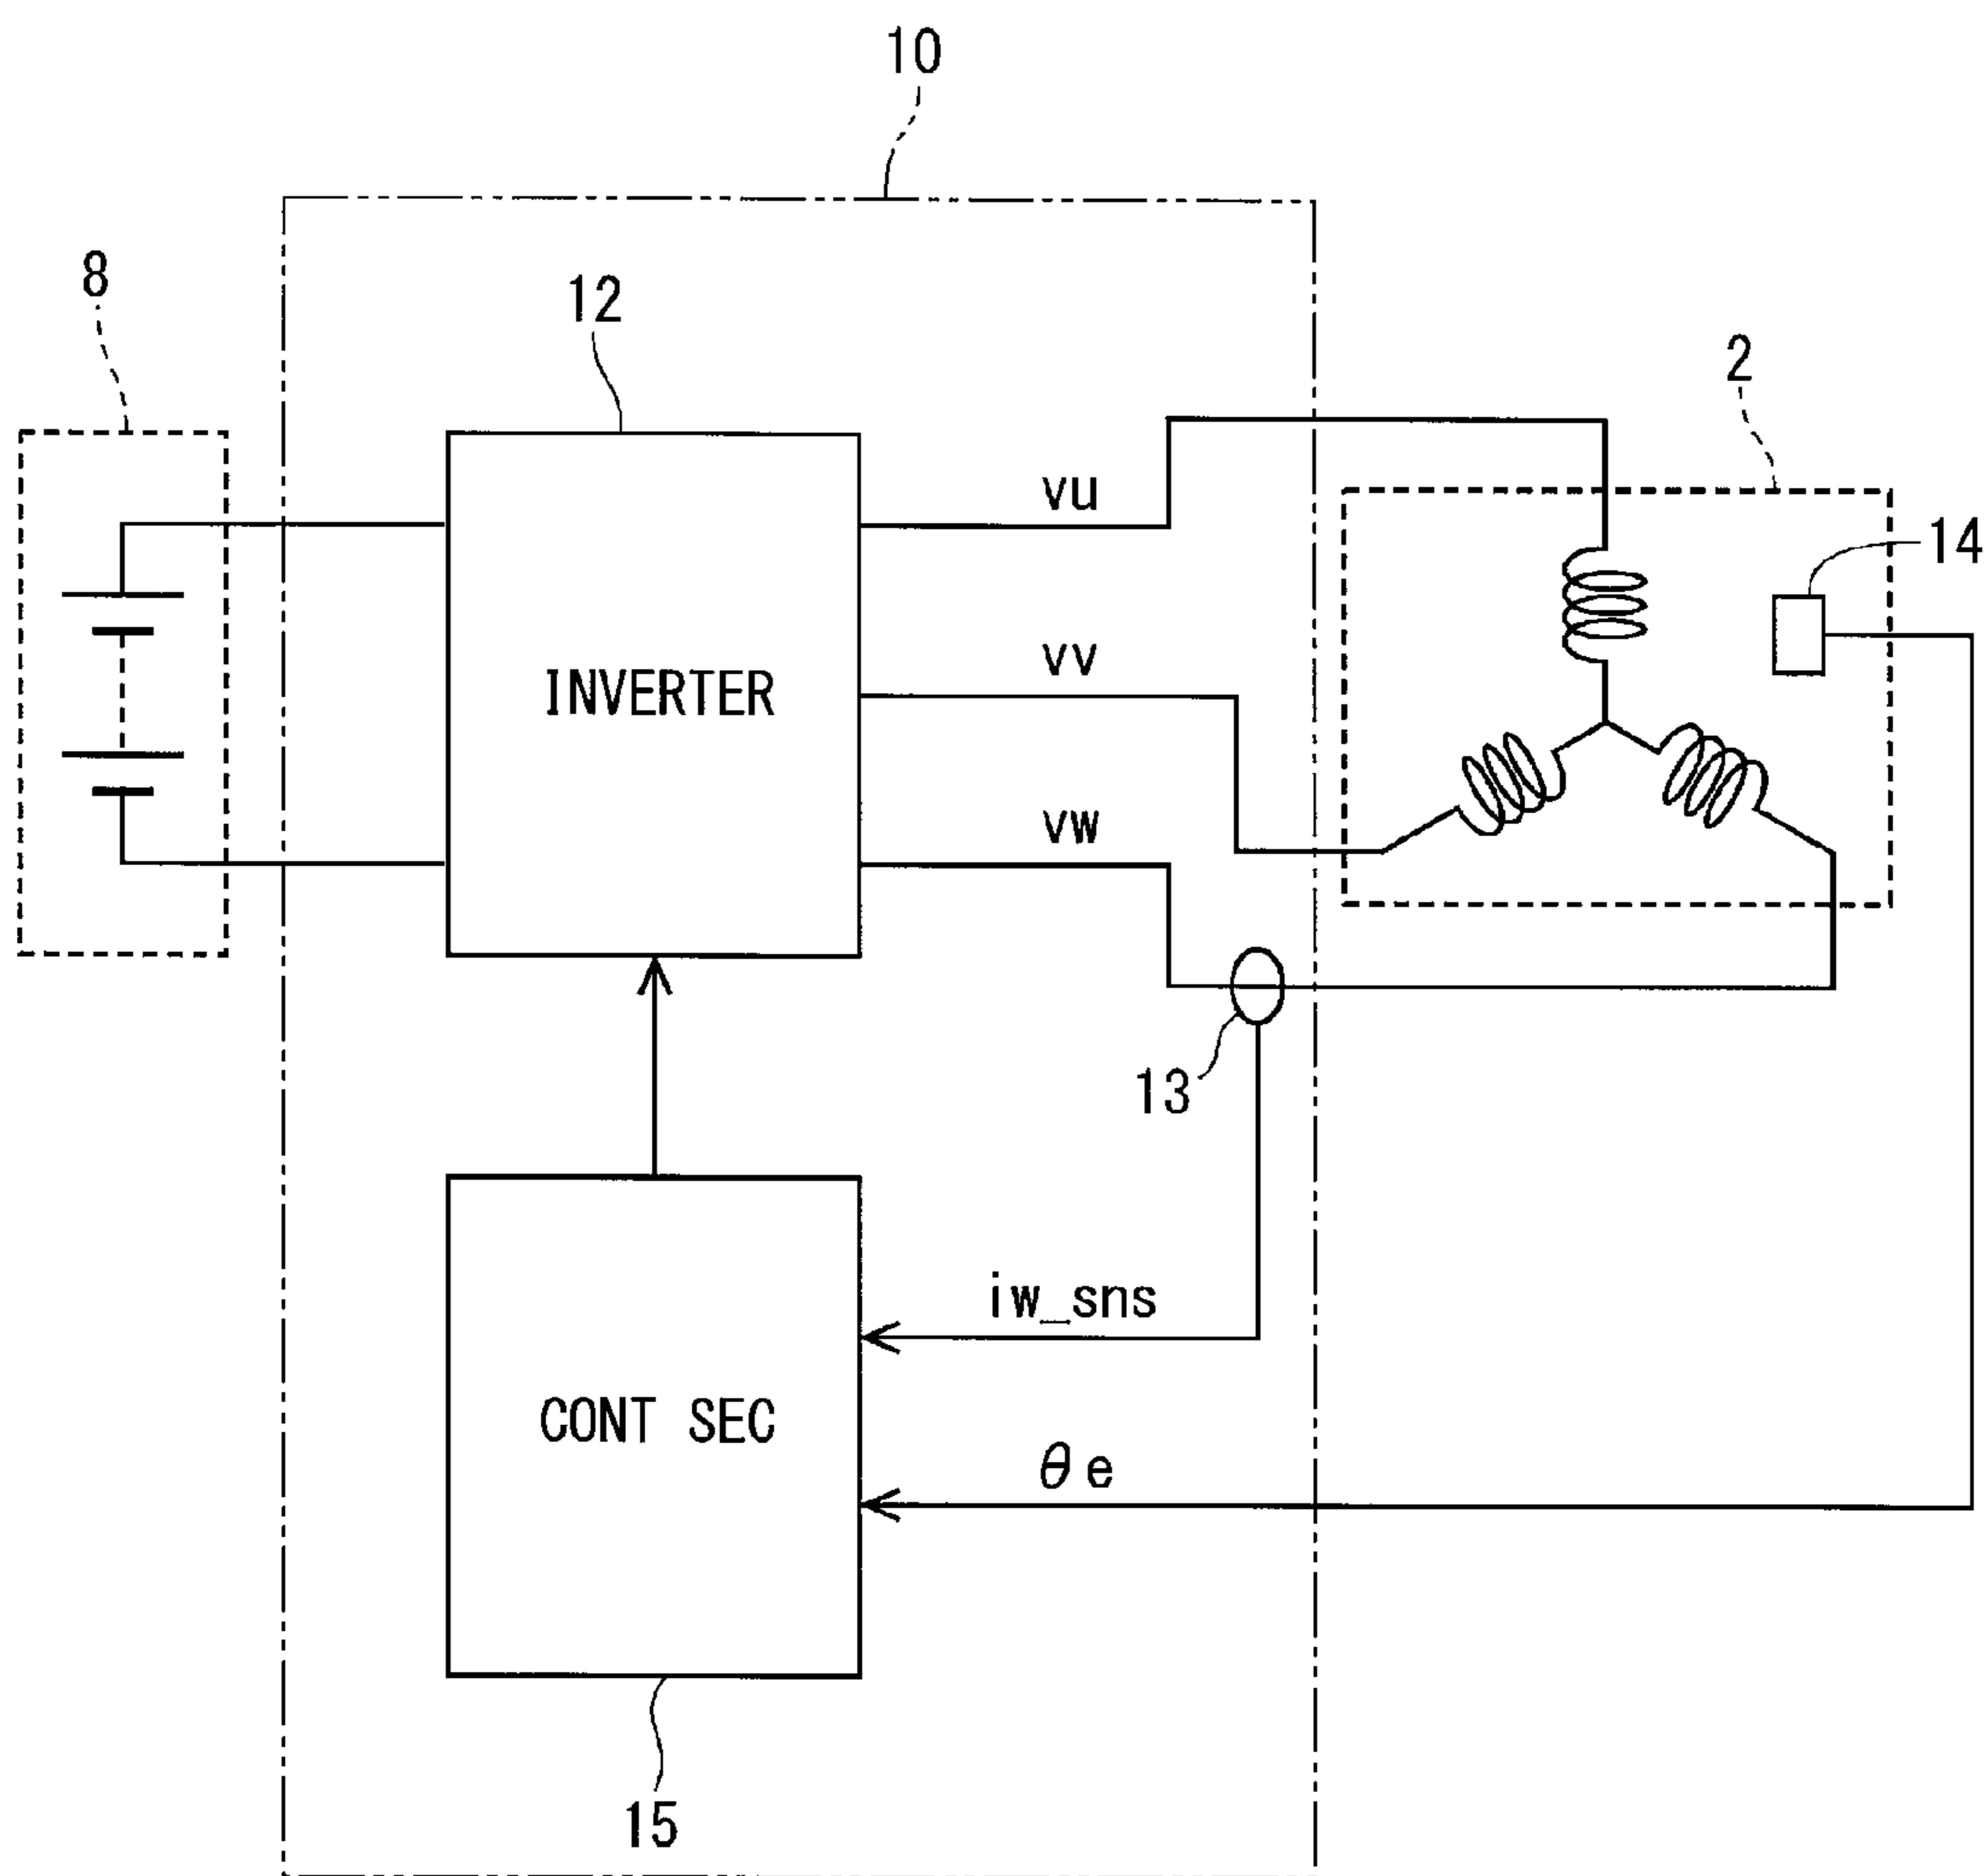 10
8
12
2
vu
14
vv
INVERTER
vw
13
iw_sns
CONT SEC
θe
15